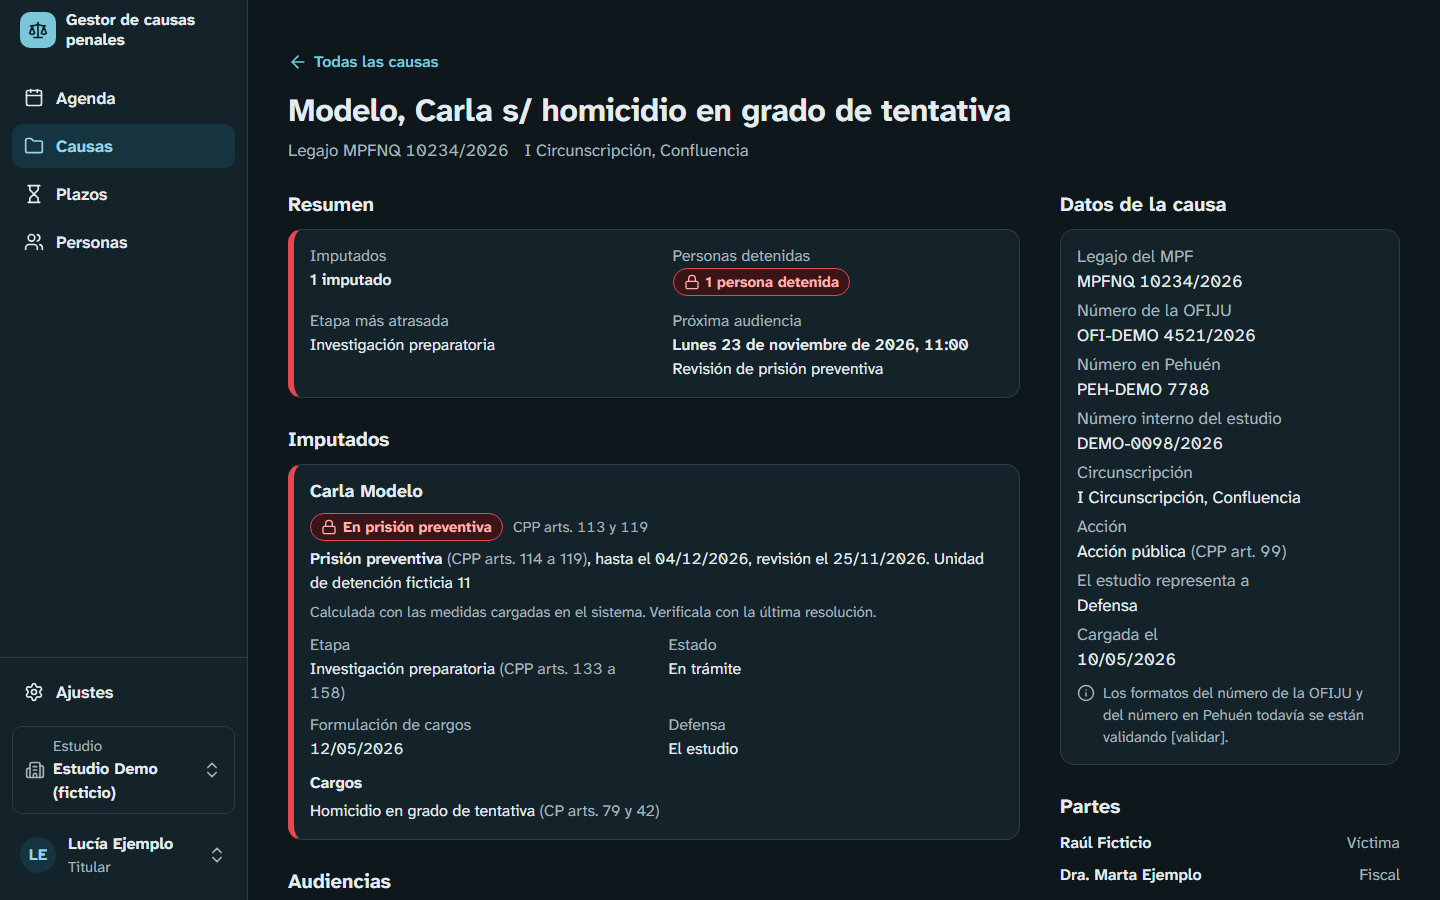 Gestor de causas
penales
Agenda
Causas
Plazos
Personas
Ajustes
Estudio
Estudio Demo
(ficticio)
LE
Lucía Ejemplo
Titular
Todas las causas
Modelo, Carla s/ homicidio en grado de tentativa
Legajo MPFNQ 10234/2026 I Circunscripción, Confluencia
Resumen
Imputados
1 imputado
Personas detenidas
1 persona detenida
Etapa más atrasada
Investigación preparatoria
Próxima audiencia
Lunes 23 de noviembre de 2026, 11:00
Revisión de prisión preventiva
Imputados
Carla Modelo
En prisión preventiva CPP arts. 113 y 119
Prisión preventiva (CPP arts. 114 a 119), hasta el 04/12/2026, revisión el 25/11/2026. Unidad
de detención ficticia 11
Calculada con las medidas cargadas en el sistema. Verificala con la última resolución.
Etapa
Investigación preparatoria (CPP arts. 133 a
158)
Estado
En trámite
Formulación de cargos
12/05/2026
Defensa
El estudio
Cargos
Homicidio en grado de tentativa (CP arts. 79 y 42)
Audiencias
Datos de la causa
Legajo del MPF
MPFNQ 10234/2026
Número de la OFIJU
OFI-DEMO 4521/2026
Número en Pehuén
PEH-DEMO 7788
Número interno del estudio
DEMO-0098/2026
Circunscripción
I Circunscripción, Confluencia
Acción
Acción pública (CPP art. 99)
El estudio representa a
Defensa
Cargada el
10/05/2026
Los formatos del número de la OFIJU y
del número en Pehuén todavía se están
validando [validar].
Partes
Raúl Ficticio Víctima
Dra. Marta Ejemplo Fiscal